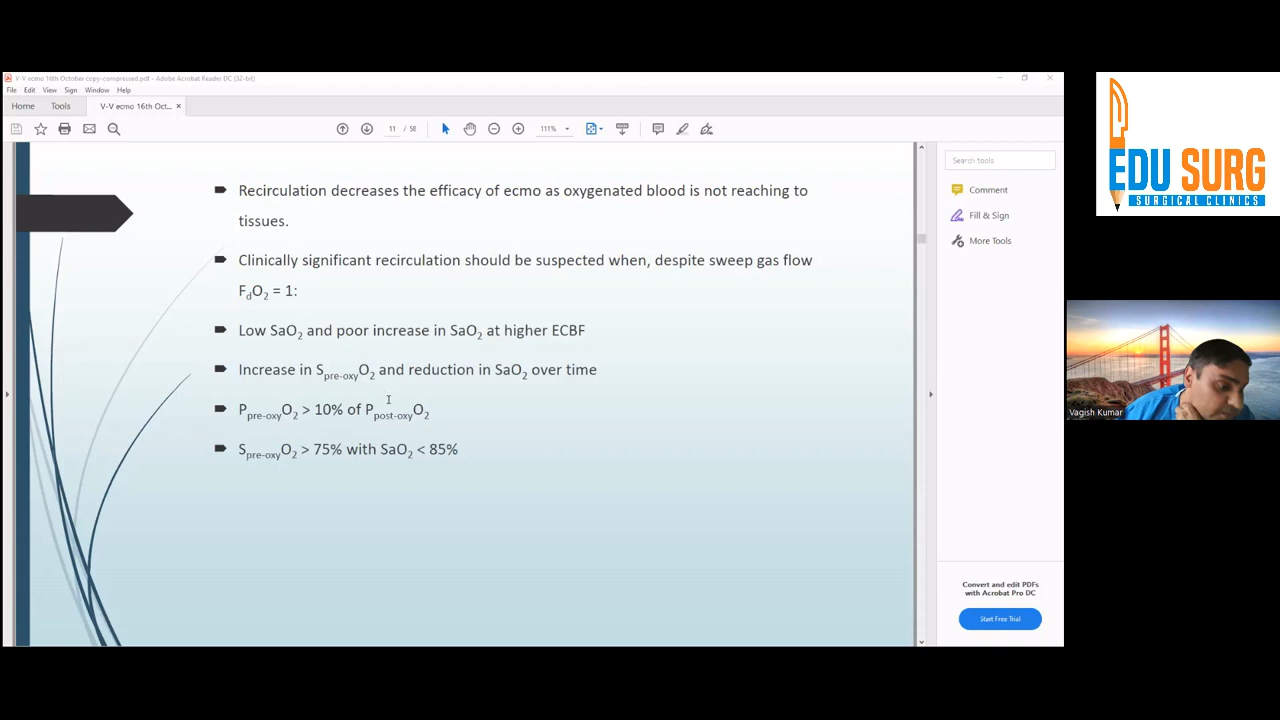 V-V ecmo 16th October copy-compressed.pdf - Adobe Acrobat Reader DC (32-bit)
File Edit View Sign Window Help
Home Tools V-V ecmo 16th Oct... ×
11 / 58 111%
Recirculation decreases the efficacy of ecmo as oxygenated blood is not reaching to
tissues.
Clinically significant recirculation should be suspected when, despite sweep gas flow
FdO2 = 1:
Low SaO2 and poor increase in SaO2 at higher ECBF
Increase in Spre-oxyO2 and reduction in SaO2 over time
Ppre-oxyO2 > 10% of Ppost-oxyO2
Spre-oxyO2 > 75% with SaO2 < 85%
Search tools
Comment
Fill & Sign
More Tools
Convert and edit PDFs
with Acrobat Pro DC
Start Free Trial
EDU SURG
SURGICAL CLINICS
Vagish Kumar